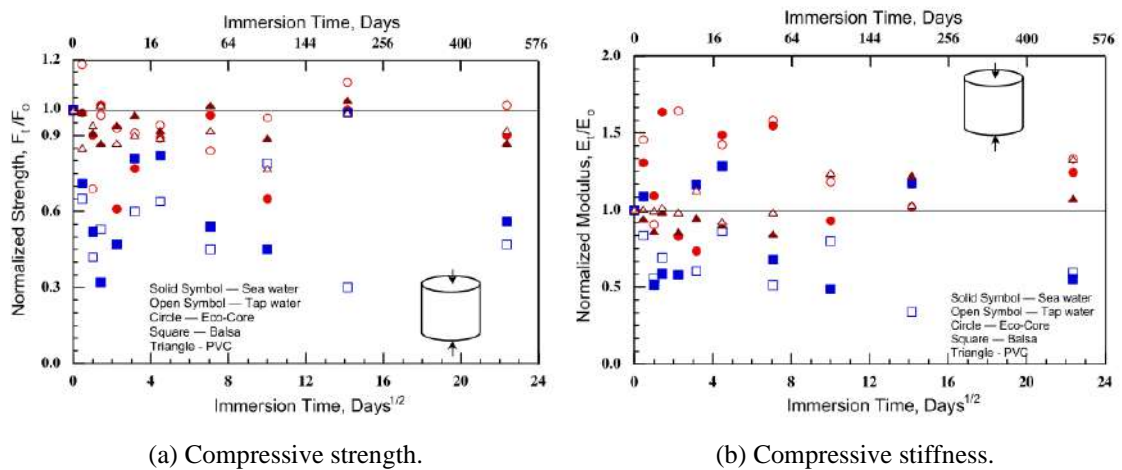 Immersion Time, Days
0 16 64 144 256 400 576
1.2
1.0
0.9
0.6
0.3
0.0
Normalized Strength, Ft/Fo
Solid Symbol — Sea water
Open Symbol — Tap water
Circle — Eco-Core
Square — Balsa
Triangle - PVC
0 4 8 12 16 20 24
Immersion Time, Days1/2
(a) Compressive strength.
Immersion Time, Days
0 16 64 144 256 400 576
2.0
1.5
1.0
0.5
0.0
Normalized Modulus, Et/Eo
Solid Symbol — Sea water
Open Symbol — Tap water
Circle — Eco-Core
Square — Balsa
Triangle - PVC
0 4 8 12 16 20 24
Immersion Time, Days1/2
(b) Compressive stiffness.